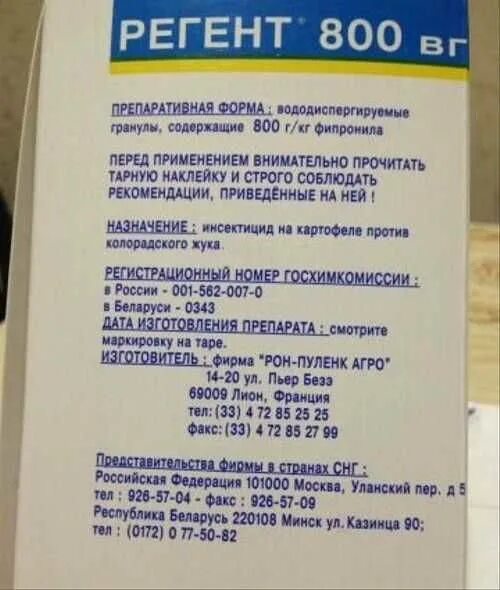 РЕГЕНТ® 800 вг
ПРЕПАРАТИВНАЯ ФОРМА : вододиспергируемые
гранулы, содержащие 800 г/кг фипронила
ПЕРЕД ПРИМЕНЕНИЕМ ВНИМАТЕЛЬНО ПРОЧИТАТЬ
ТАРНУЮ НАКЛЕЙКУ И СТРОГО СОБЛЮДАТЬ
РЕКОМЕНДАЦИИ, ПРИВЕДЁННЫЕ НА НЕЙ !
НАЗНАЧЕНИЕ : инсектицид на картофеле против
колорадского жука.
РЕГИСТРАЦИОННЫЙ НОМЕР ГОСХИМКОМИССИИ :
в России - 001-562-007-0
в Беларуси - 0343
ДАТА ИЗГОТОВЛЕНИЯ ПРЕПАРАТА : смотрите
маркировку на таре.
ИЗГОТОВИТЕЛЬ : фирма "РОН-ПУЛЕНК АГРО"
14-20 ул. Пьер Безэ
69009 Лион, Франция
тел: (33) 4 72 85 25 25
факс: (33) 4 72 85 27 99
Представительства фирмы в странах СНГ :
Российская Федерация 101000 Москва, Уланский пер. д 5
тел : 926-57-04 - факс : 926-57-09
Республика Беларусь 220108 Минск ул. Казинца 90;
тел : (0172) 0 77-50-82